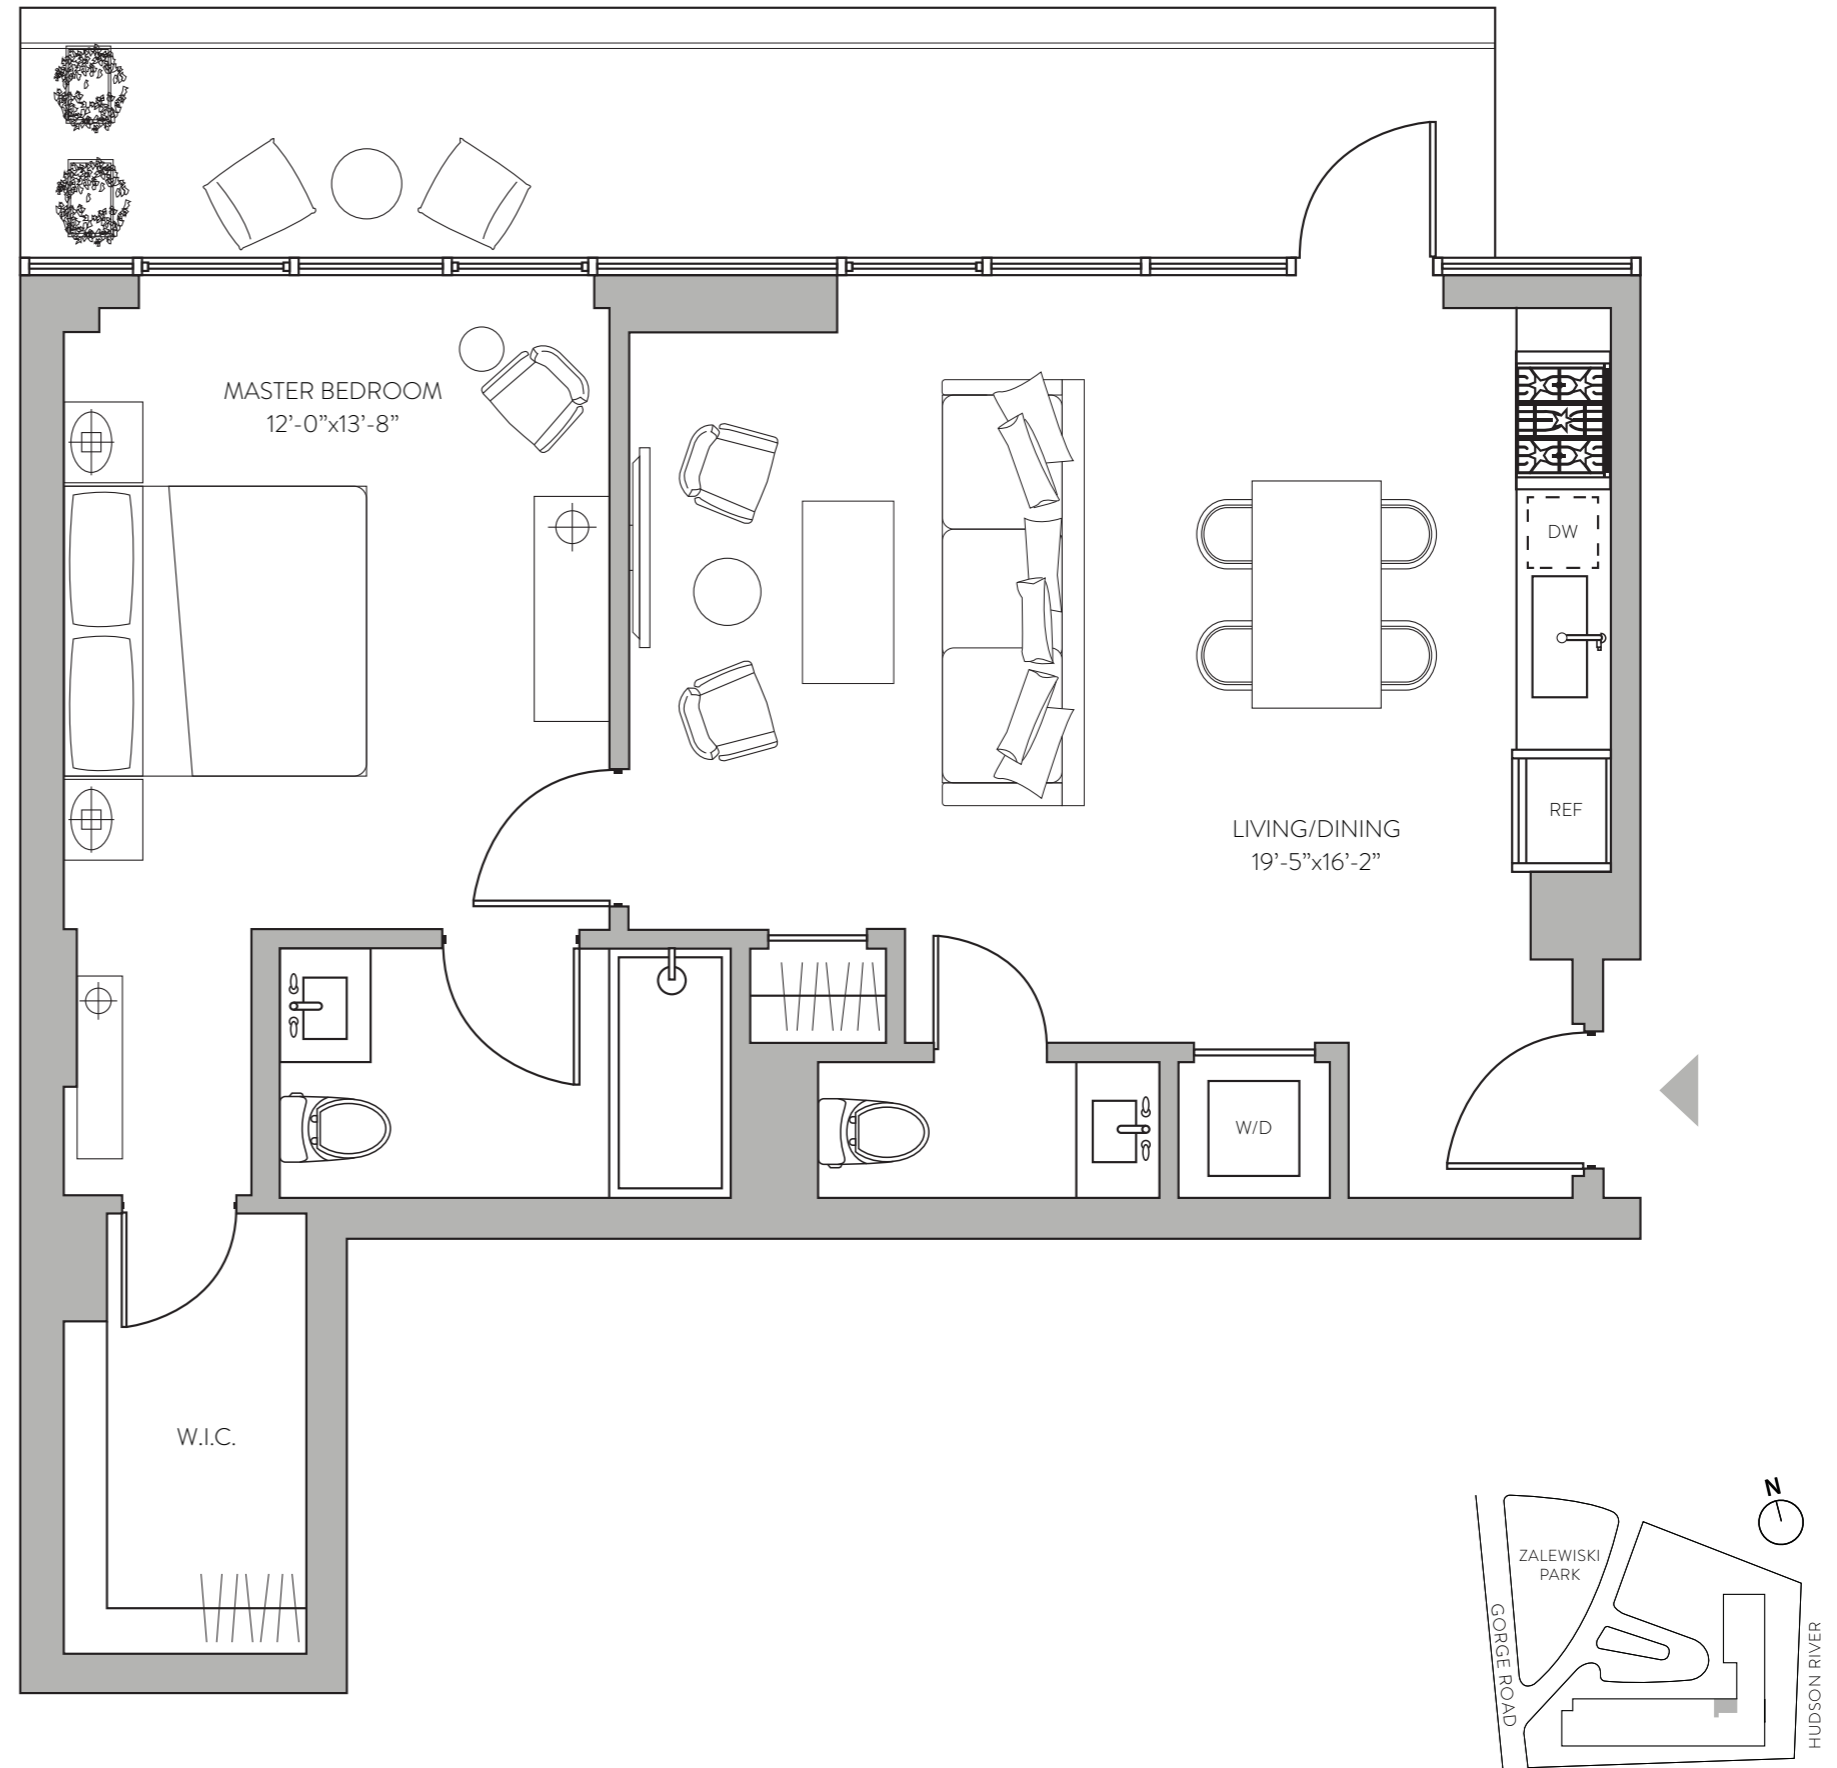 MASTER BEDROOM
12’-0”x13’-8”
DW
REF
LIVING/DINING
19’-5”x16’-2”
W/D
W.I.C.
N
ZALEWISKI
PARK
GORGE ROAD
HUDSON RIVER